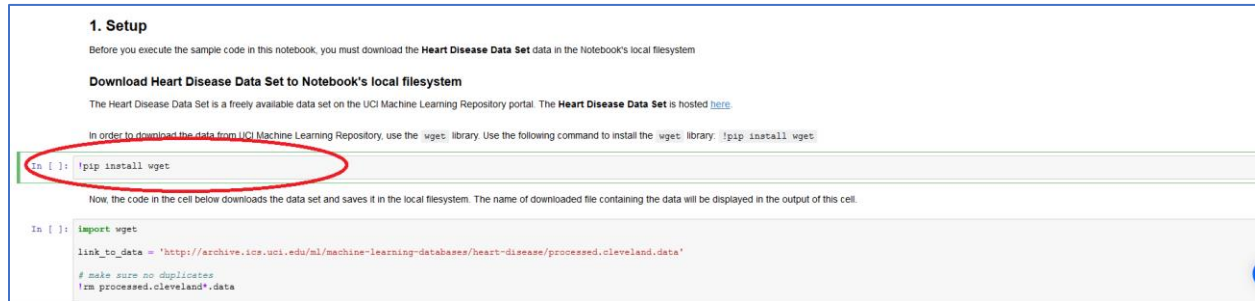 1. Setup
Before you execute the sample code in this notebook, you must download the Heart Disease Data Set data in the Notebook's local filesystem
Download Heart Disease Data Set to Notebook's local filesystem
The Heart Disease Data Set is a freely available data set on the UCI Machine Learning Repository portal. The Heart Disease Data Set is hosted here.
In order to download the data from UCI Machine Learning Repository, use the wget library. Use the following command to install the wget library: !pip install wget
In [ ]: !pip install wget
Now, the code in the cell below downloads the data set and saves it in the local filesystem. The name of downloaded file containing the data will be displayed in the output of this cell.
In [ ]: import wget
link_to_data = 'http://archive.ics.uci.edu/ml/machine-learning-databases/heart-disease/processed.cleveland.data'
# make sure no duplicates
!rm processed.cleveland*.data